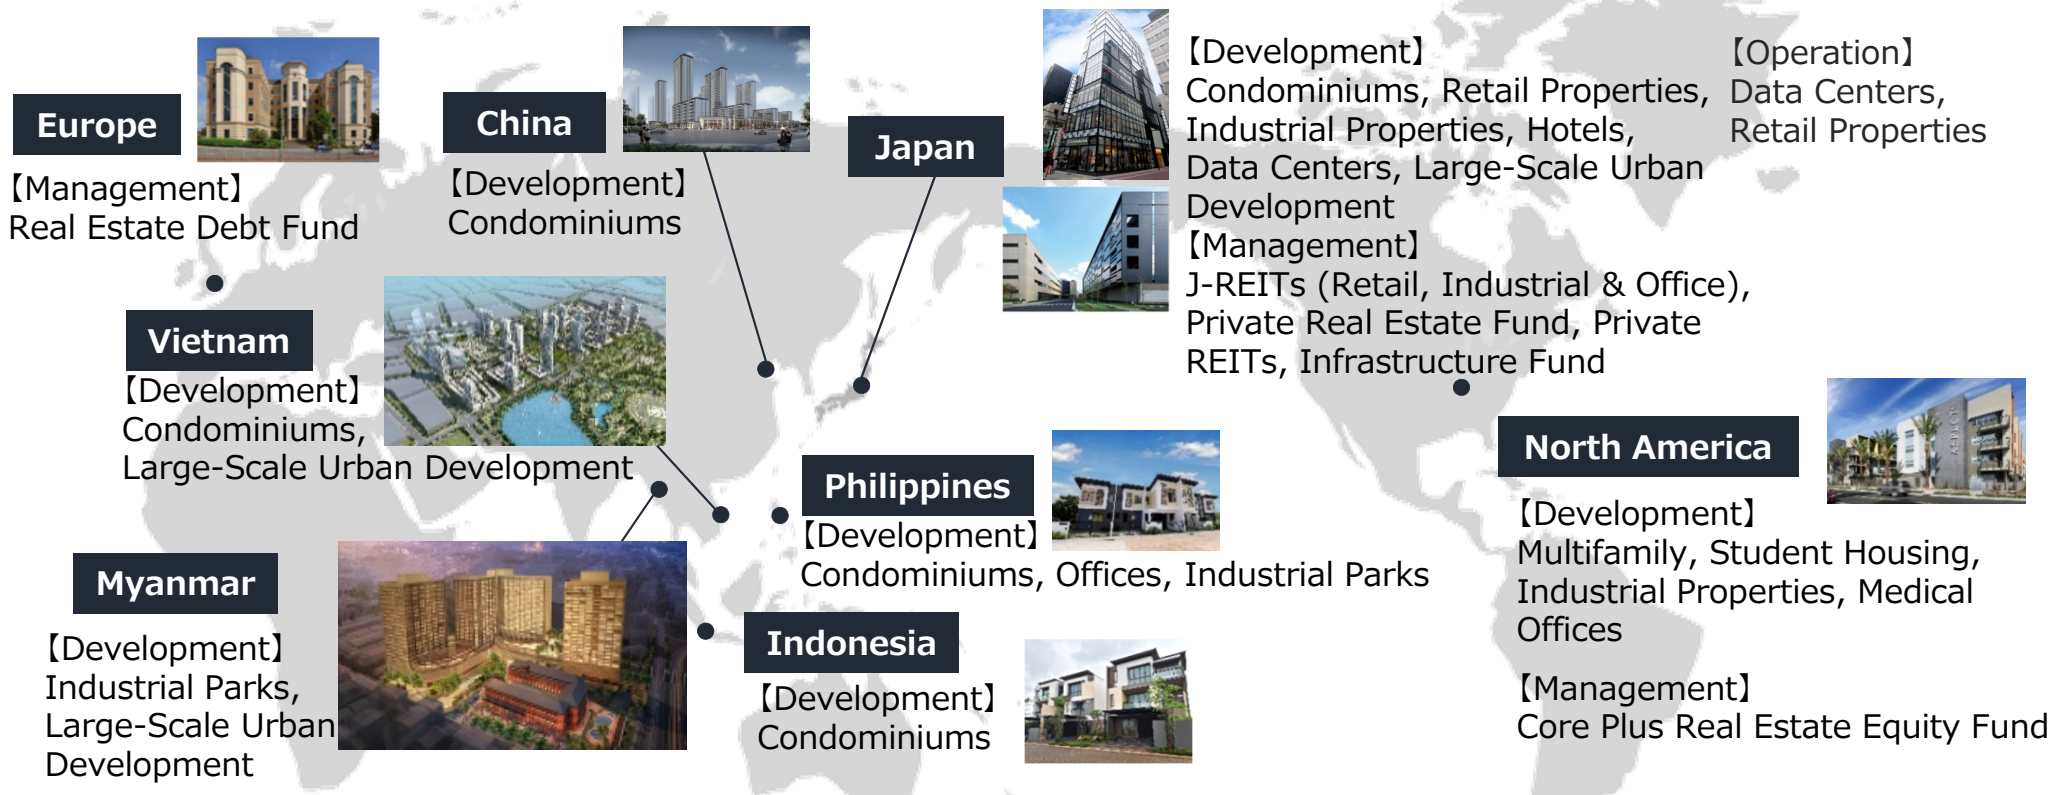 Europe
【Management】
Real Estate Debt Fund
China
【Development】
Condominiums
Japan
【Development】
Condominiums, Retail Properties,
Industrial Properties, Hotels,
Data Centers, Large-Scale Urban
Development
【Management】
J-REITs (Retail, Industrial & Office),
Private Real Estate Fund, Private
REITs, Infrastructure Fund
【Operation】
Data Centers,
Retail Properties
Vietnam
【Development】
Condominiums,
Large-Scale Urban Development
Philippines
【Development】
Condominiums, Offices, Industrial Parks
North America
【Development】
Multifamily, Student Housing,
Industrial Properties, Medical
Offices
【Management】
Core Plus Real Estate Equity Fund
Myanmar
【Development】
Industrial Parks,
Large-Scale Urban
Development
Indonesia
【Development】
Condominiums